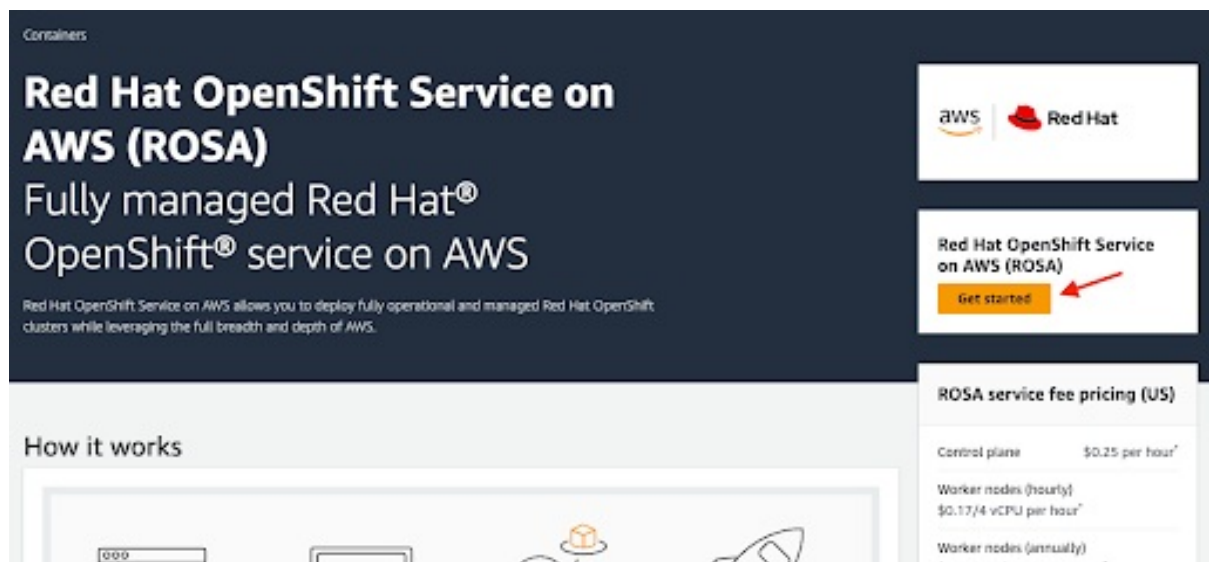 Containers
Red Hat OpenShift Service on
AWS (ROSA)
Fully managed Red Hat®
OpenShift® service on AWS
Red Hat OpenShift Service on AWS allows you to deploy fully operational and managed Red Hat OpenShift
clusters while leveraging the full breadth and depth of AWS.
How it works
aws
Red Hat
Red Hat OpenShift Service
on AWS (ROSA)
Get started
ROSA service fee pricing (US)
Control plane $0.25 per hour*
Worker nodes (hourly)
$0.17/4 vCPU per hour*
Worker nodes (annually)